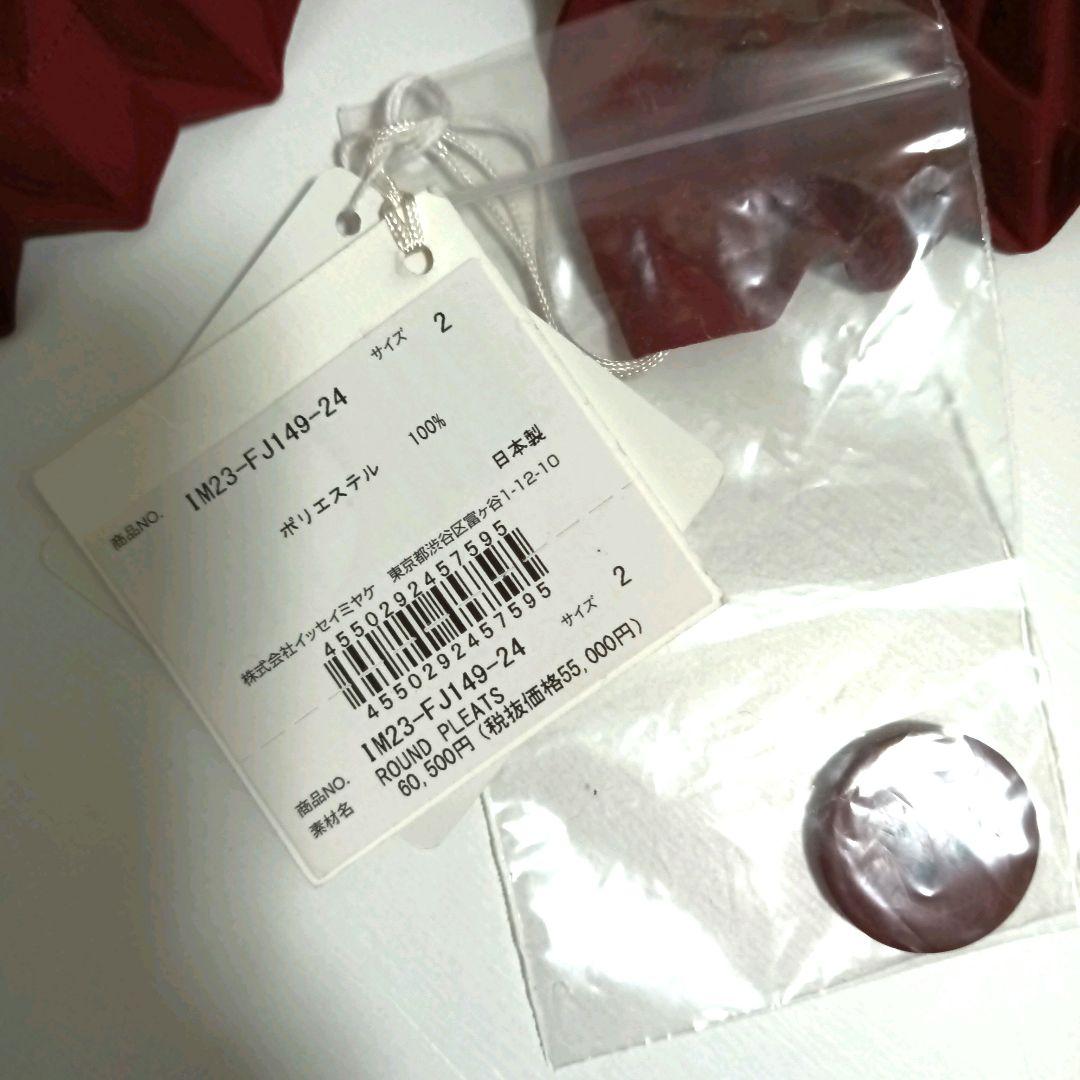 サイズ 2
商品NO. IM23-FJ149-24
ポリエステル 100%
日本製
株式会社イッセイミヤケ 東京都渋谷区富ヶ谷1-12-10
4550292457595
4550292457595
商品NO. IM23-FJ149-24 サイズ 2
素材名 ROUND PLEATS
60,500円(税抜価格55,000円)